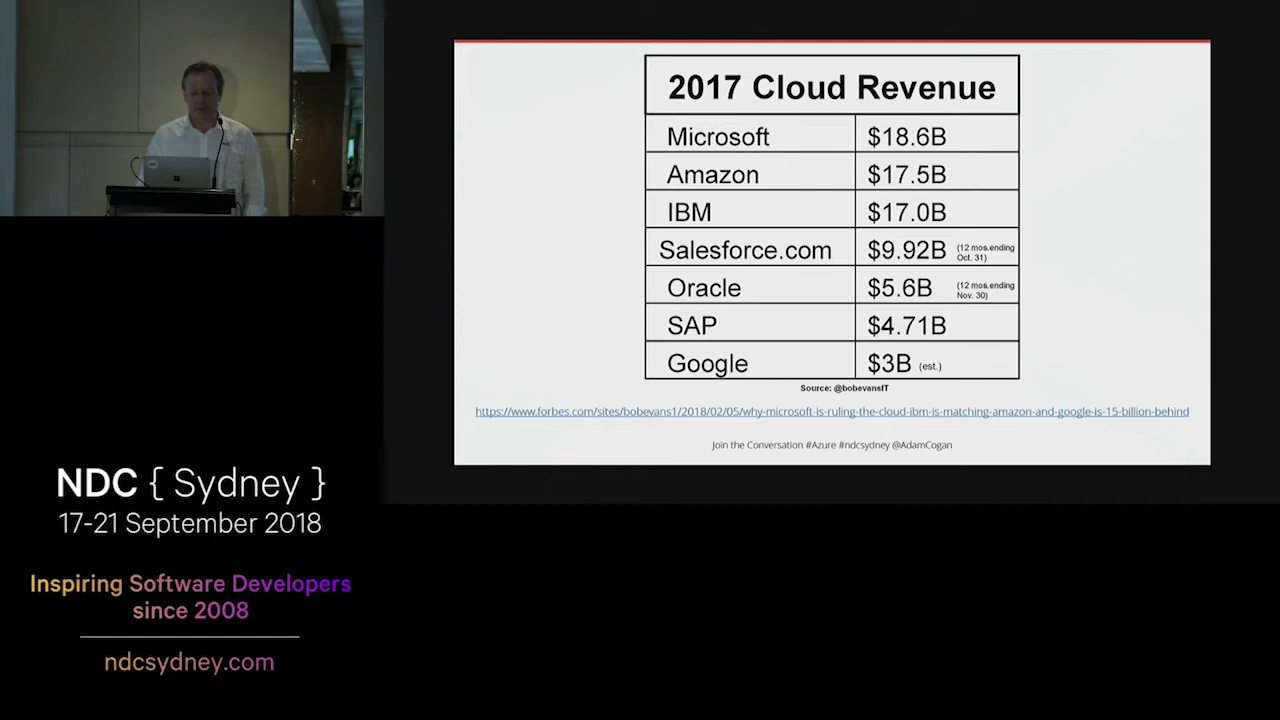 2017 Cloud Revenue
Microsoft $18.6B
Amazon $17.5B
IBM $17.0B
Salesforce.com $9.92B (12 mos.ending
Oct. 31)
Oracle $5.6B (12 mos.ending
Nov. 30)
SAP $4.71B
Google $3B (est.)
Source: @bobevansIT
https://www.forbes.com/sites/bobevans1/2018/02/05/why-microsoft-is-ruling-the-cloud-ibm-is-matching-amazon-and-google-is-15-billion-behind
Join the Conversation #Azure #ndcsydney @AdamCogan
NDC { Sydney }
17-21 September 2018
Inspiring Software Developers
since 2008
ndcsydney.com